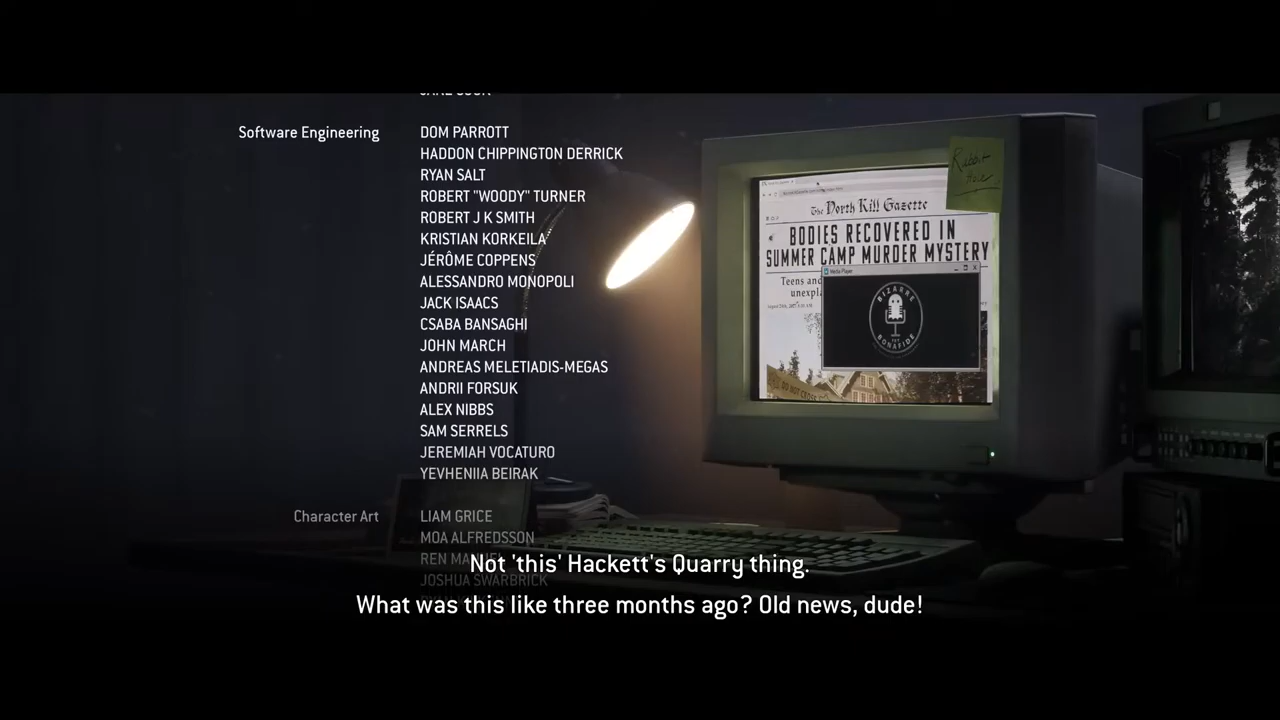 Software Engineering
DOM PARROTT
HADDON CHIPPINGTON DERRICK
RYAN SALT
ROBERT "WOODY" TURNER
ROBERT J K SMITH
KRISTIAN KORKEILA
JÉRÔME COPPENS
ALESSANDRO MONOPOLI
JACK ISAACS
CSABA BANSAGHI
JOHN MARCH
ANDREAS MELETIADIS-MEGAS
ANDRII FORSUK
ALEX NIBBS
SAM SERRELS
JEREMIAH VOCATURO
YEVHENIIA BEIRAK
Character Art
LIAM GRICE
MOA ALFREDSSON
REN
JOSHUA SWARBRICK
Rabbit
Hole
The North Kill Gazette
BODIES RECOVERED IN
SUMMER CAMP MURDER MYSTERY
Teens and
Media Player
BIZARRE
YET
BONAFIDE
Not 'this' Hackett's Quarry thing.
What was this like three months ago? Old news, dude!